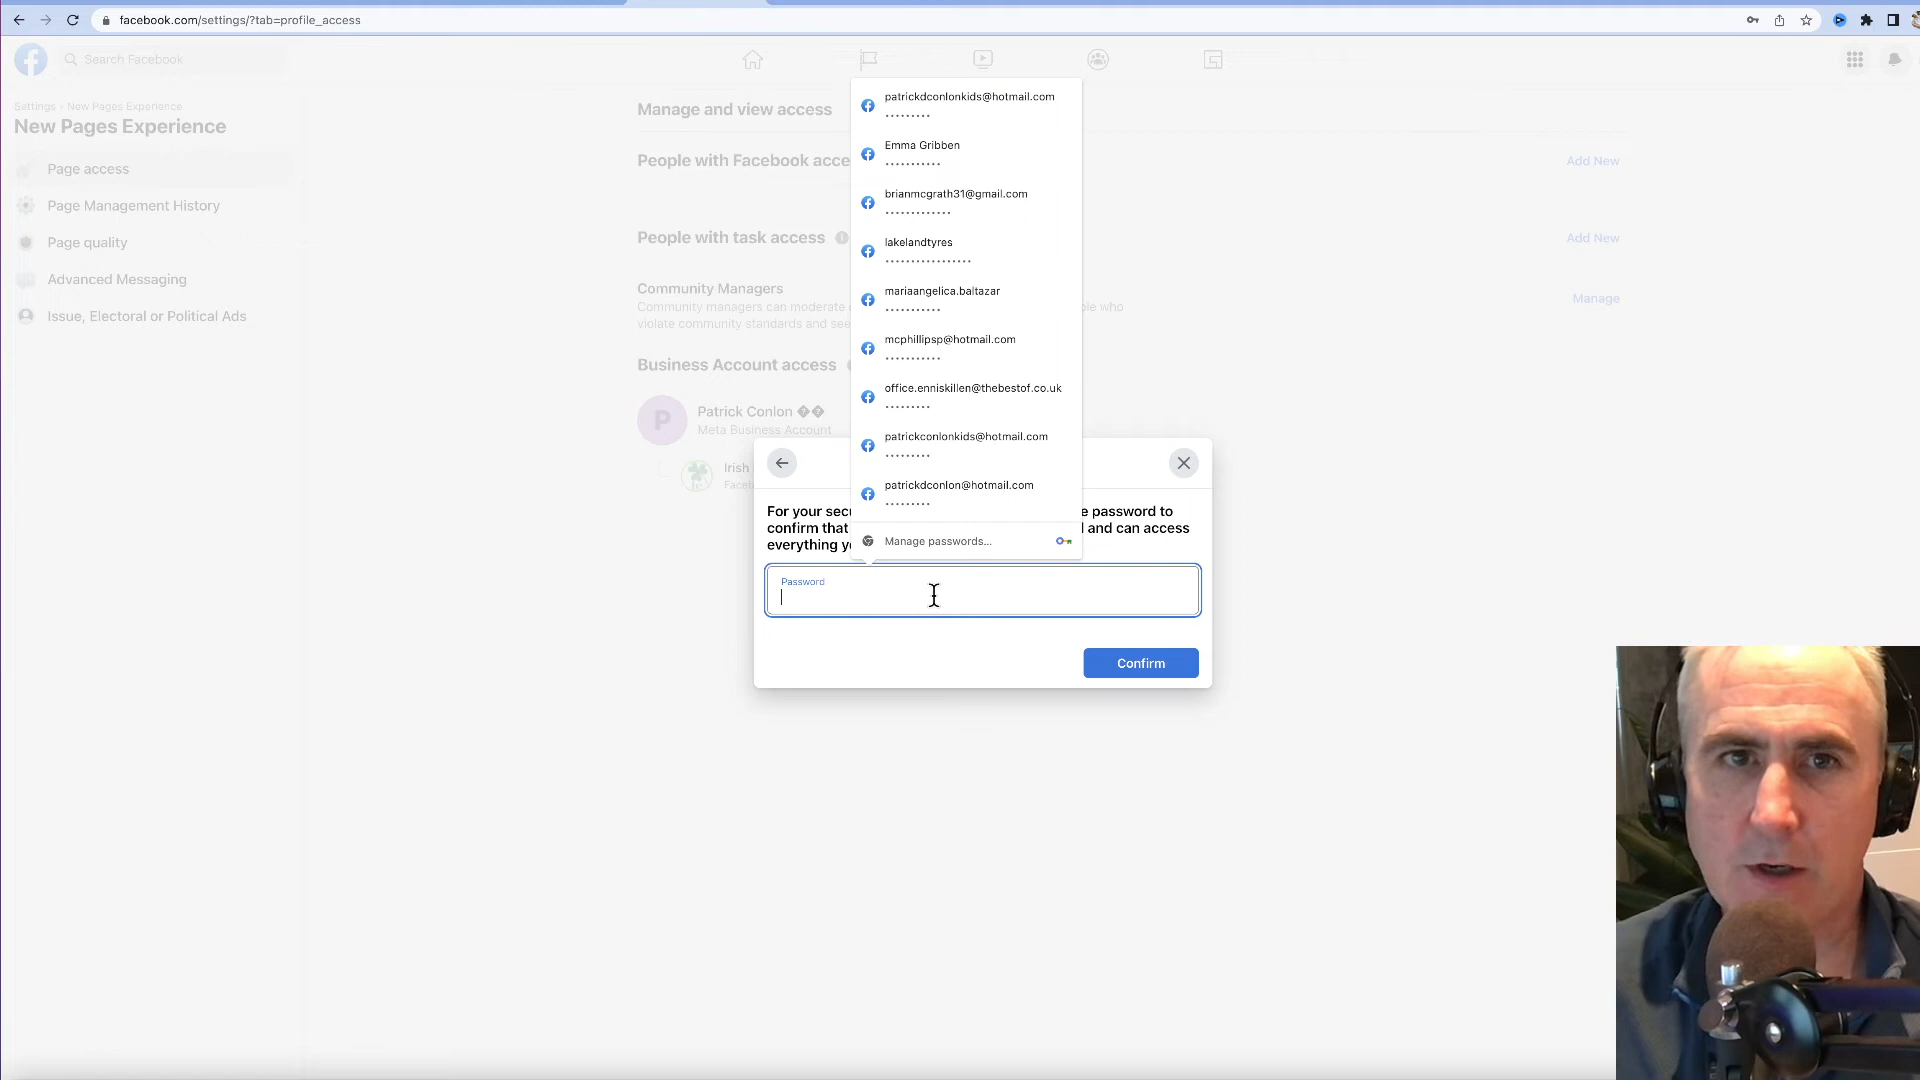 facebook.com/settings/?tab=profile_access
Search Facebook
Settings › New Pages Experience
New Pages Experience
Page access
Page Management History
Page quality
Advanced Messaging
Issue, Electoral or Political Ads
Manage and view access
People with Facebook acce
Add New
People with task access
Add New
Community Managers
Community managers can moderate
ple who
violate community standards and see
Manage
Business Account access
P
Patrick Conlon ��
Meta Business Account
Irish
Faceb
patrickdconlonkids@hotmail.com
•••••••••
Emma Gribben
•••••••••••
brianmcgrath31@gmail.com
•••••••••••••
lakelandtyres
•••••••••••••••••
mariaangelica.baltazar
•••••••••••
mcphillipsp@hotmail.com
•••••••••••
office.enniskillen@thebestof.co.uk
•••••••••
patrickconlonkids@hotmail.com
•••••••••
patrickdconlon@hotmail.com
•••••••••
Manage passwords...
For your secu e password to
confirm that and can access
everything yo
Password
Confirm